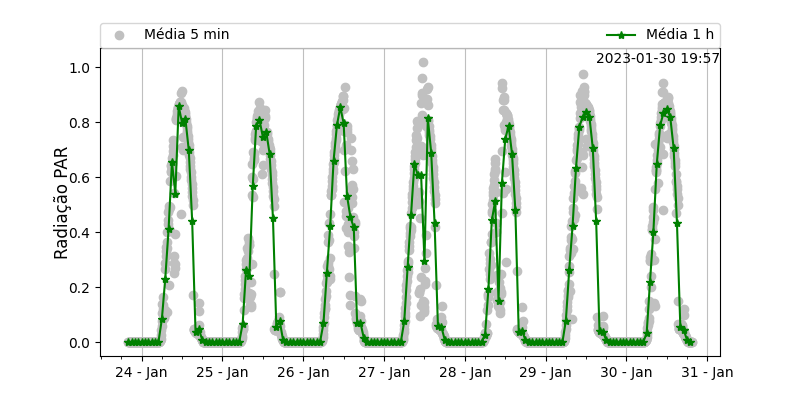 Média 5 min
Média 1 h
2023-01-30 19:57
Radiação PAR
1.0
0.8
0.6
0.4
0.2
0.0
24 - Jan
25 - Jan
26 - Jan
27 - Jan
28 - Jan
29 - Jan
30 - Jan
31 - Jan